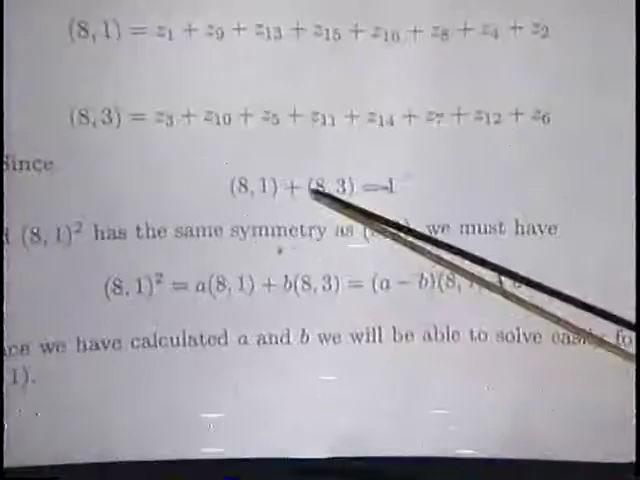 (8, 1) = z₁ + z₉ + z₁₃ + z₁₅ + z₁₆ + z₈ + z₄ + z₂
(8, 3) = z₃ + z₁₀ + z₅ + z₁₁ + z₁₄ + z₇ + z₁₂ + z₆
Since
(8, 1) + (8, 3) = -1
(8, 1)² has the same symmetry as we must have
(8, 1)² = a(8, 1) + b(8, 3) = (a − b)(8,
we have calculated a and b we will be able to solve easily
1).